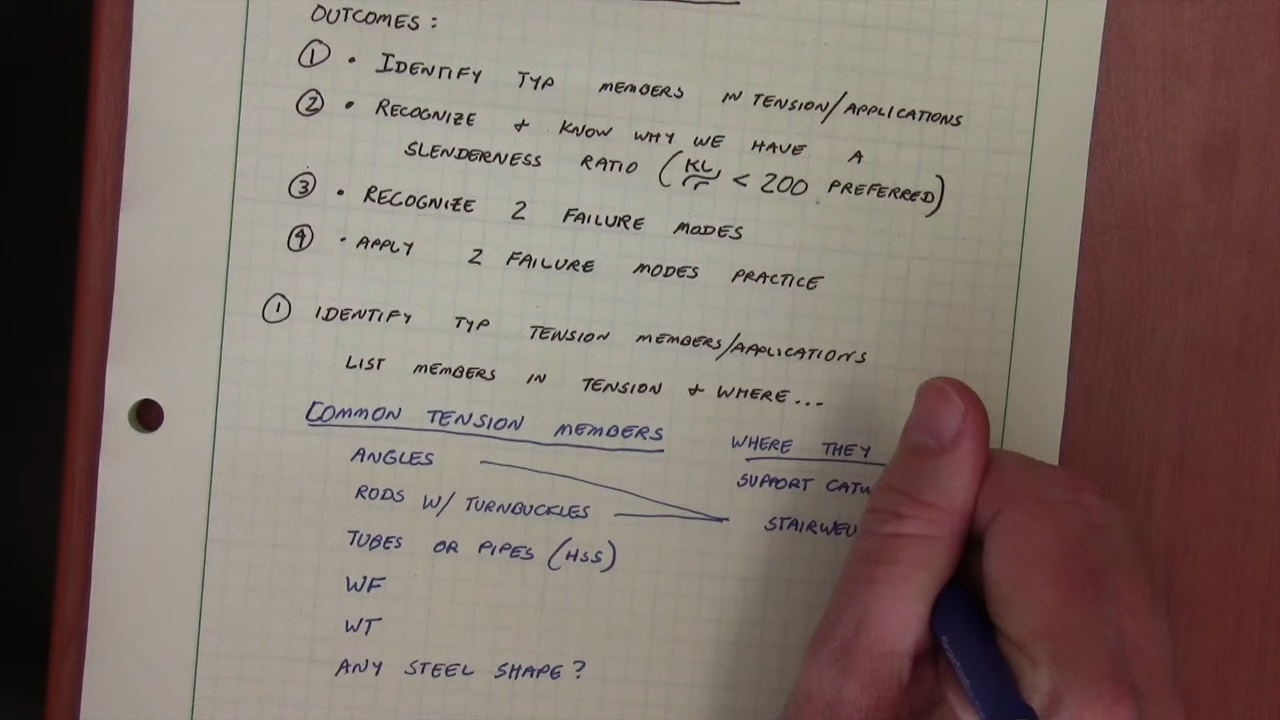 OUTCOMES:
① • IDENTIFY TYP MEMBERS IN TENSION/APPLICATIONS
② • RECOGNIZE & KNOW WHY WE HAVE A
SLENDERNESS RATIO (KL/r < 200 PREFERRED)
③ • RECOGNIZE 2 FAILURE MODES
④ • APPLY 2 FAILURE MODES PRACTICE
① IDENTIFY TYP TENSION MEMBERS/APPLICATIONS
LIST MEMBERS IN TENSION & WHERE...
COMMON TENSION MEMBERS WHERE THEY
ANGLES SUPPORT
RODS W/ TURNBUCKLES
TUBES OR PIPES (HSS)
WF
WT
ANY STEEL SHAPE?